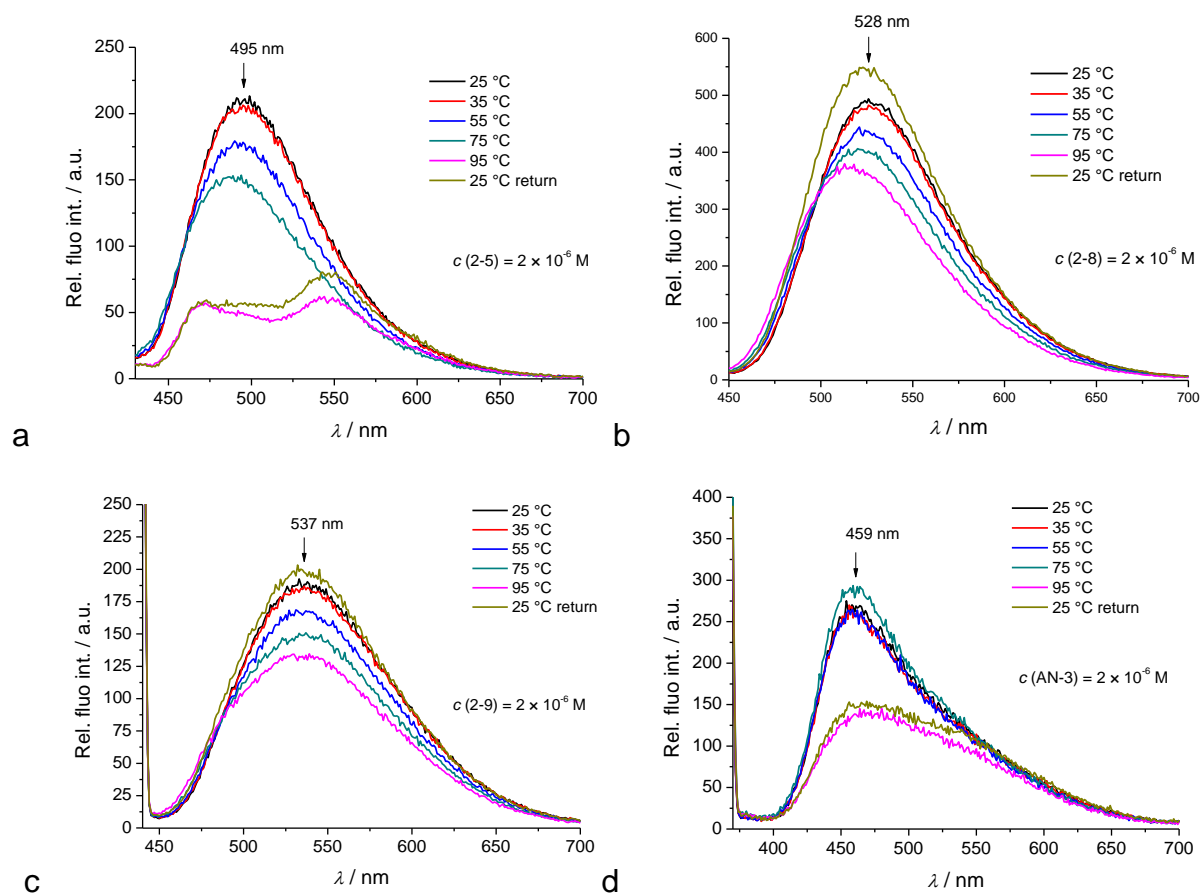 495 nm
250
200
150
100
50
0
Rel. fluo int. / a.u.
25 °C
35 °C
55 °C
75 °C
95 °C
25 °C return
c (2-5) = 2 × 10⁻⁶ M
450 500 550 600 650 700
λ / nm
a
528 nm
600
550
500
450
400
350
300
250
200
150
100
50
0
Rel. fluo int. / a.u.
25 °C
35 °C
55 °C
75 °C
95 °C
25 °C return
c (2-8) = 2 × 10⁻⁶ M
450 500 550 600 650 700
λ / nm
b
537 nm
250
225
200
175
150
125
100
75
50
25
0
Rel. fluo int. / a.u.
25 °C
35 °C
55 °C
75 °C
95 °C
25 °C return
c (2-9) = 2 × 10⁻⁶ M
450 500 550 600 650 700
λ / nm
c
459 nm
400
350
300
250
200
150
100
50
0
Rel. fluo int. / a.u.
25 °C
35 °C
55 °C
75 °C
95 °C
25 °C return
c (AN-3) = 2 × 10⁻⁶ M
400 450 500 550 600 650 700
λ / nm
d